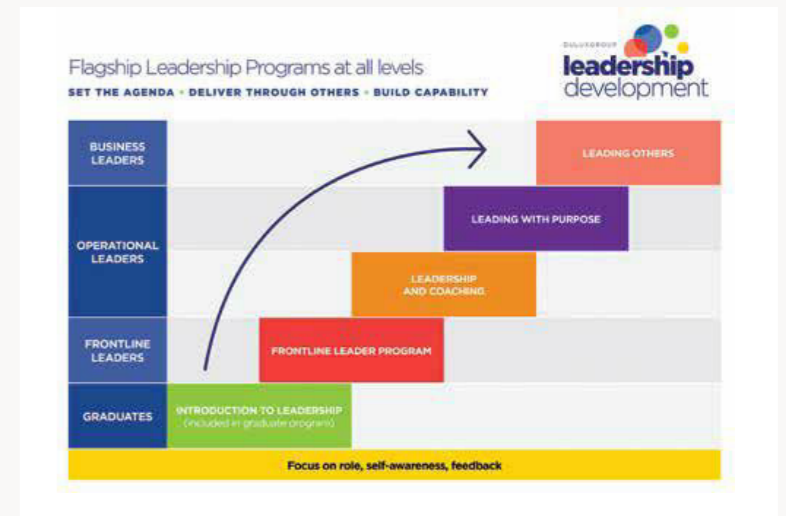 DULUXGROUP
leadership
development
Flagship Leadership Programs at all levels
SET THE AGENDA • DELIVER THROUGH OTHERS • BUILD CAPABILITY
BUSINESS
LEADERS
LEADING OTHERS
OPERATIONAL
LEADERS
LEADING WITH PURPOSE
LEADERSHIP
AND COACHING
FRONTLINE
LEADERS
FRONTLINE LEADER PROGRAM
GRADUATES
INTRODUCTION TO LEADERSHIP
(included in graduate program)
Focus on role, self-awareness, feedback